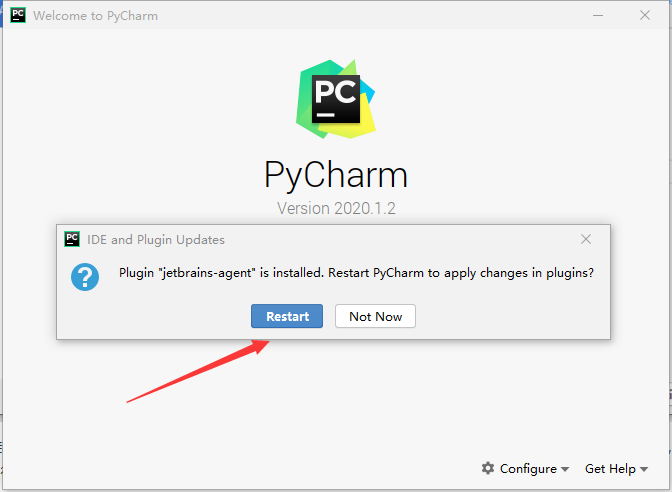 Welcome to PyCharm
PC
PyCharm
Version 2020.1.2
IDE and Plugin Updates
Plugin "jetbrains-agent" is installed. Restart PyCharm to apply changes in plugins?
Restart
Not Now
Configure
Get Help